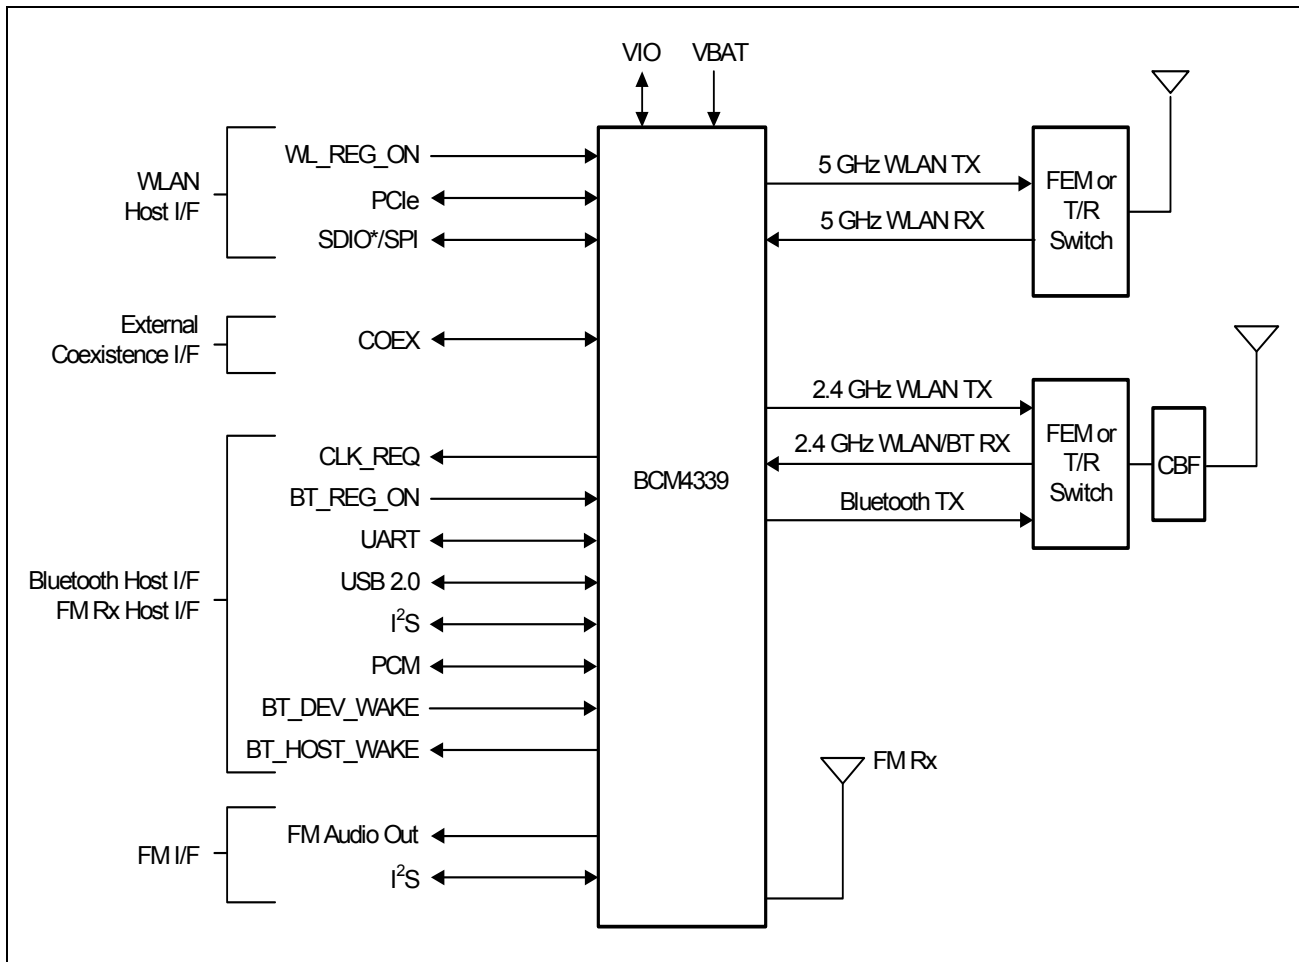 VIO
VBAT
WLAN
Host I/F
WL_REG_ON
PCIe
SDIO*/SPI
External
Coexistence I/F
COEX
Bluetooth Host I/F
FM Rx Host I/F
CLK_REQ
BT_REG_ON
UART
USB 2.0
I²S
PCM
BT_DEV_WAKE
BT_HOST_WAKE
FM I/F
FM Audio Out
I²S
BCM4339
5 GHz WLAN TX
5 GHz WLAN RX
FEM or
T/R
Switch
2.4 GHz WLAN TX
2.4 GHz WLAN/BT RX
Bluetooth TX
FEM or
T/R
Switch
CBF
FM Rx